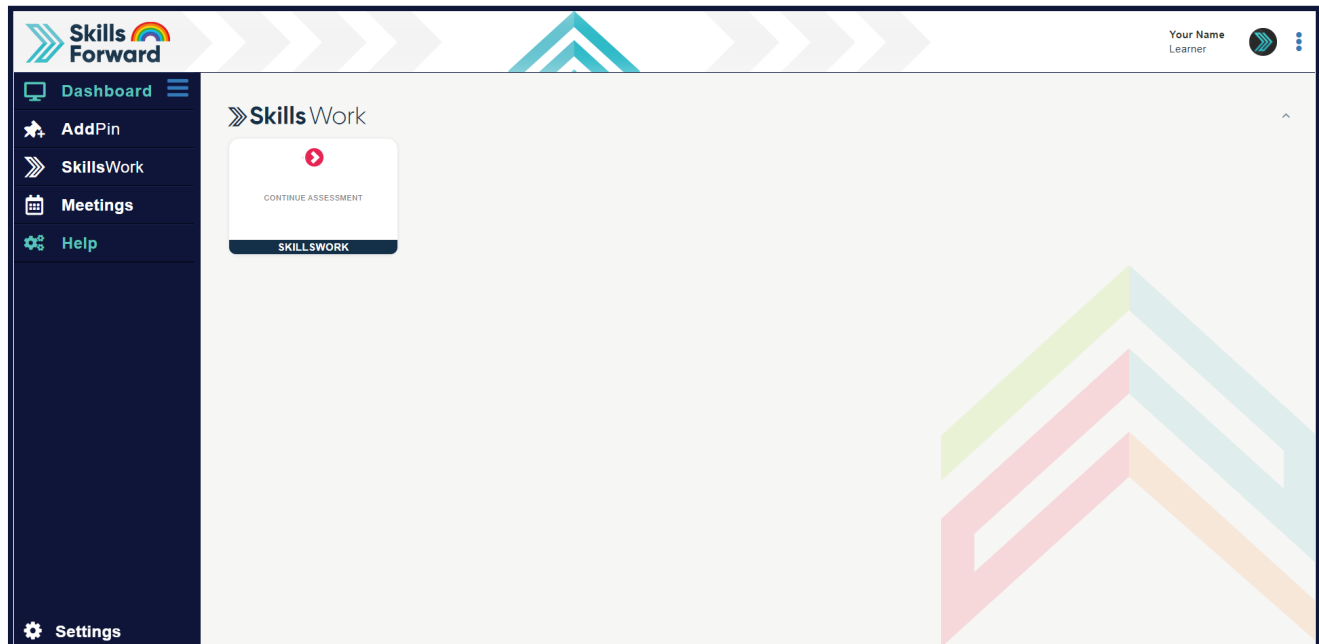 Skills
Forward
Your Name
Learner
Dashboard
AddPin
SkillsWork
Meetings
Help
Settings
Skills Work
CONTINUE ASSESSMENT
SKILLSWORK